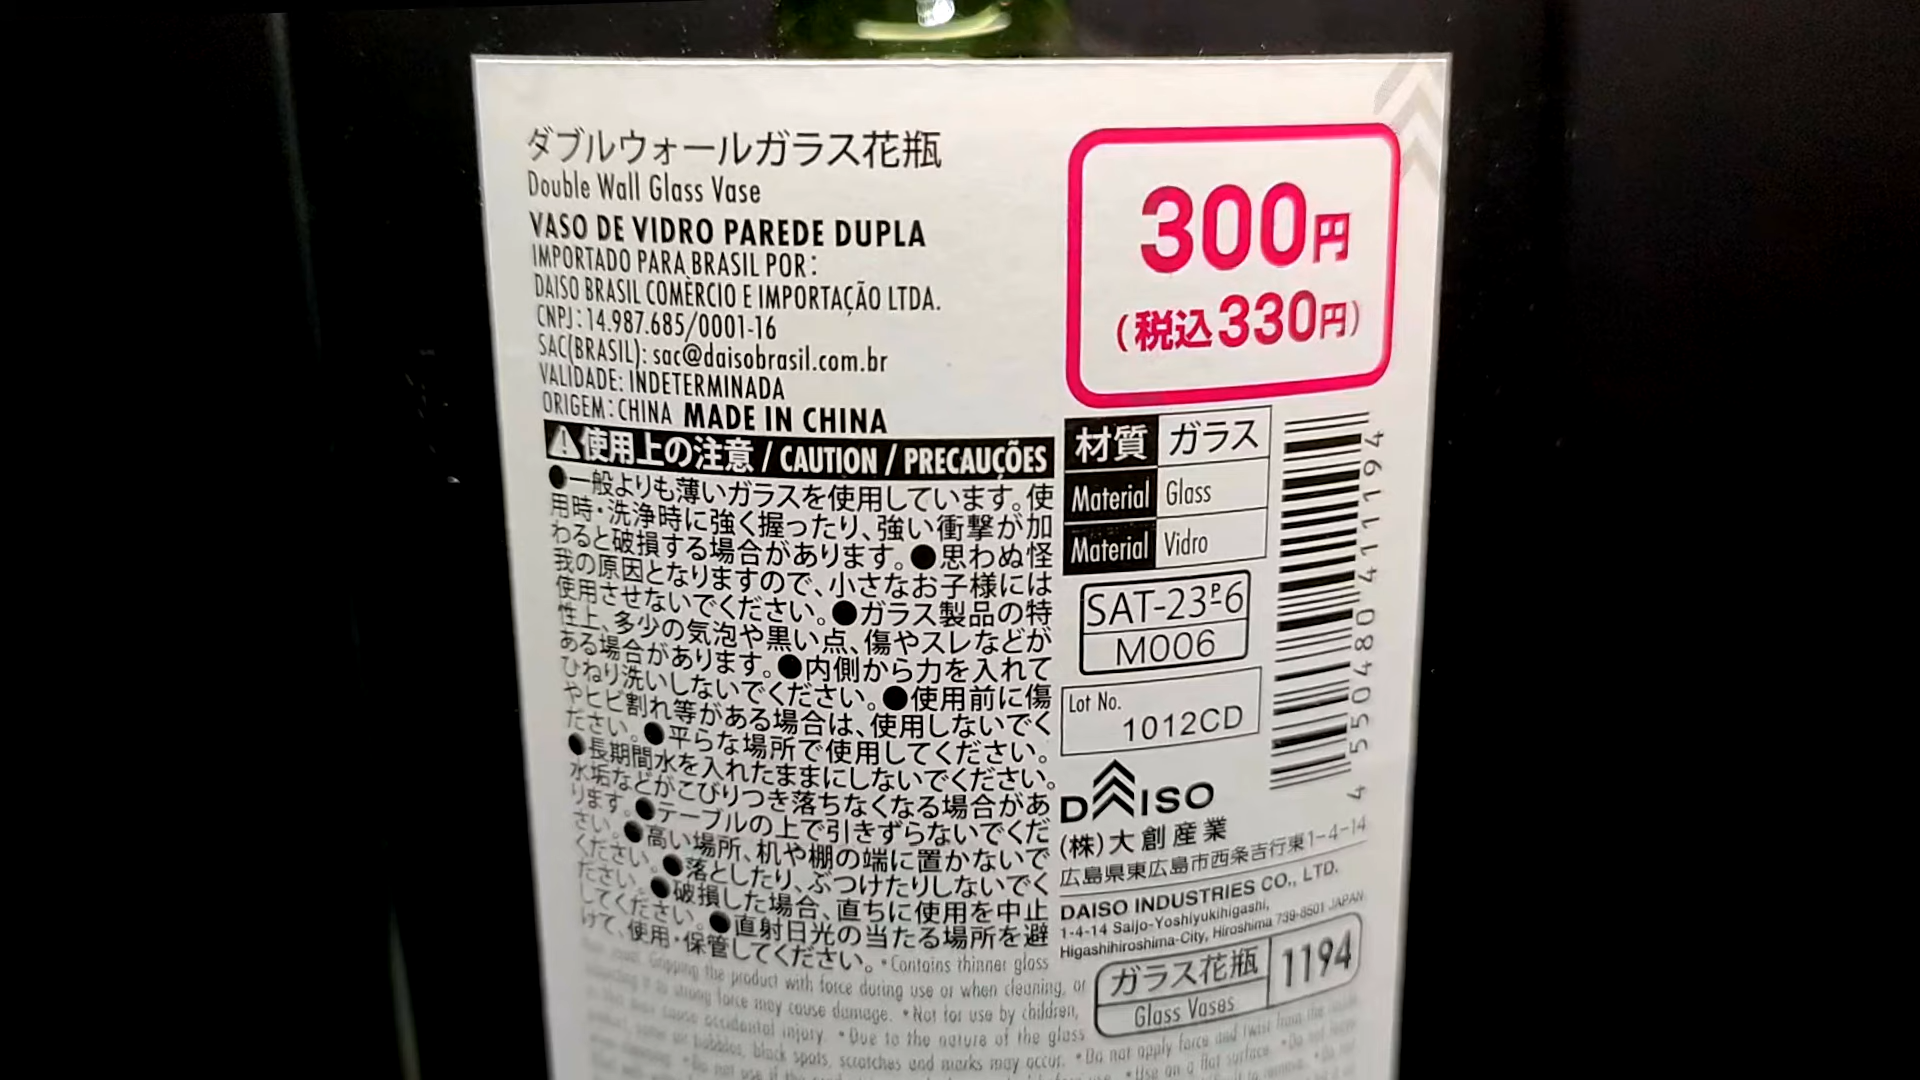 ダブルウォールガラス花瓶
Double Wall Glass Vase
VASO DE VIDRO PAREDE DUPLA
IMPORTADO PARA BRASIL POR:
DAISO BRASIL COMÈRCIO E IMPORTAÇÃO LTDA.
CNPJ:14.987.685/0001-16
SAC(BRASIL): sac@daisobrasil.com.br
VALIDADE: INDETERMINADA
ORIGEM:CHINA MADE IN CHINA
300円
(税込330円)
使用上の注意 / CAUTION / PRECAUÇÕES
●一般よりも薄いガラスを使用しています。使
用時・洗浄時に強く握ったり、強い衝撃が加
わると破損する場合があります。●思わぬ怪
我の原因となりますので、小さなお子様には
使用させないでください。●ガラス製品の特
性上、多少の気泡や黒い点、傷やスレなどが
ある場合があります。●内側から力を入れて
ひねり洗いしないでください。●使用前に傷
やヒビ割れ等がある場合は、使用しないでく
ださい。●平らな場所で使用してください。
●長期間水を入れたままにしないでください。
水垢などがこびりつき落ちなくなる場合があ
ります。●テーブルの上で引きずらないでくだ
さい。●高い場所、机や棚の端に置かないで
ください。●落としたり、ぶつけたりしないでく
ださい。●破損した場合、直ちに使用を中止
してください。●直射日光の当たる場所を避
けて、使用・保管してください。•Contains thinner glass
Gripping the product with force during use or when cleaning, or
strong force may cause damage. •Not for use by children,
cause accidental injury. •Due to the nature of the glass
bubbles, black spots, scratches and marks may occur. •Do not apply force and twist from the
•Use on a flat surface.
材質 ガラス
Material Glass
Material Vidro
SAT-23P-6
M006
Lot No.
1012CD
4 550480 411194
DAISO
(株)大創産業
広島県東広島市西条吉行東1-4-14
DAISO INDUSTRIES CO., LTD.
1-4-14 Saijo-Yoshiyukihigashi,
Higashihiroshima-City, Hiroshima 739-8501 JAPAN
ガラス花瓶 1194
Glass Vases